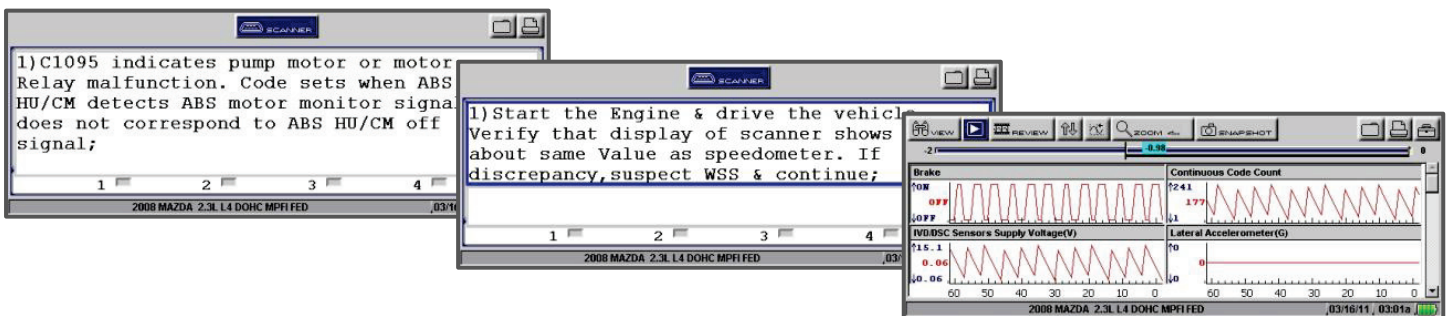 SCANNER
1)C1095 indicates pump motor or motor
Relay malfunction. Code sets when ABS
HU/CM detects ABS motor monitor signal
does not correspond to ABS HU/CM off
signal;
1 2 3 4
2008 MAZDA 2.3L L4 DOHC MPFI FED
SCANNER
1)Start the Engine & drive the vehicle
Verify that display of scanner shows
about same Value as speedometer. If
discrepancy,suspect WSS & continue;
1 2 3 4
2008 MAZDA 2.3L L4 DOHC MPFI FED ,03/
VIEW REVIEW ZOOM SNAPSHOT
-2 -0.98 0
Brake
ON
OFF
OFF
Continuous Code Count
241
177
1
IVD/DSC Sensors Supply Voltage(V)
15.1
0.06
0.06
Lateral Accelerometer(G)
0
0
0
60 50 40 30 20 10 0 60 50 40 30 20 10 0
2008 MAZDA 2.3L L4 DOHC MPFI FED ,03/16/11 , 03:01a